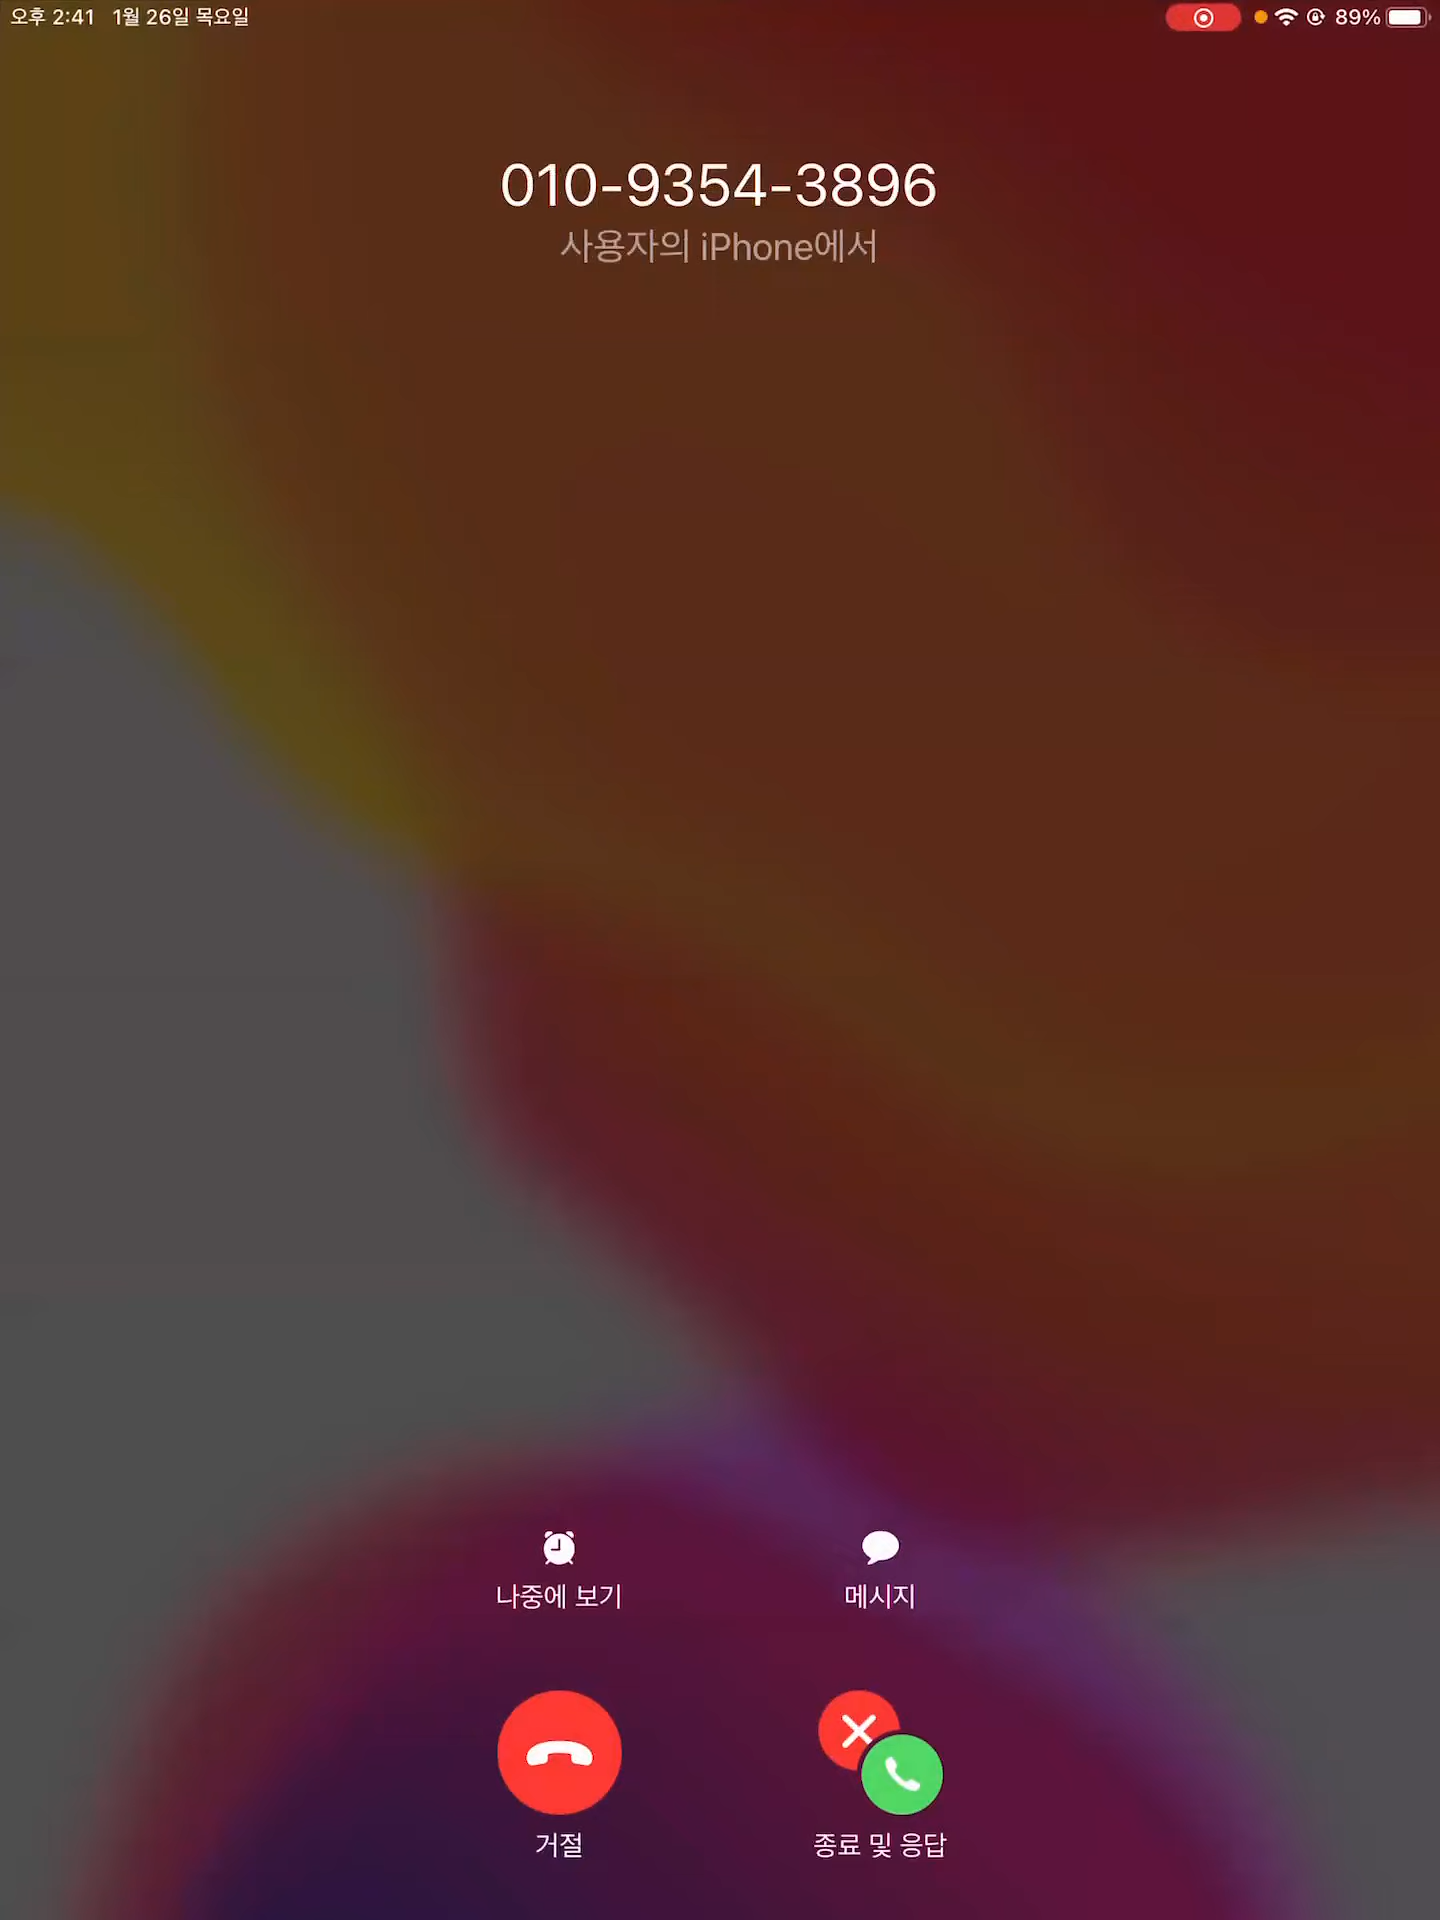 오후 2:41 1월 26일 목요일
89%
010-9354-3896
사용자의 iPhone에서
나중에 보기
메시지
거절
종료 및 응답